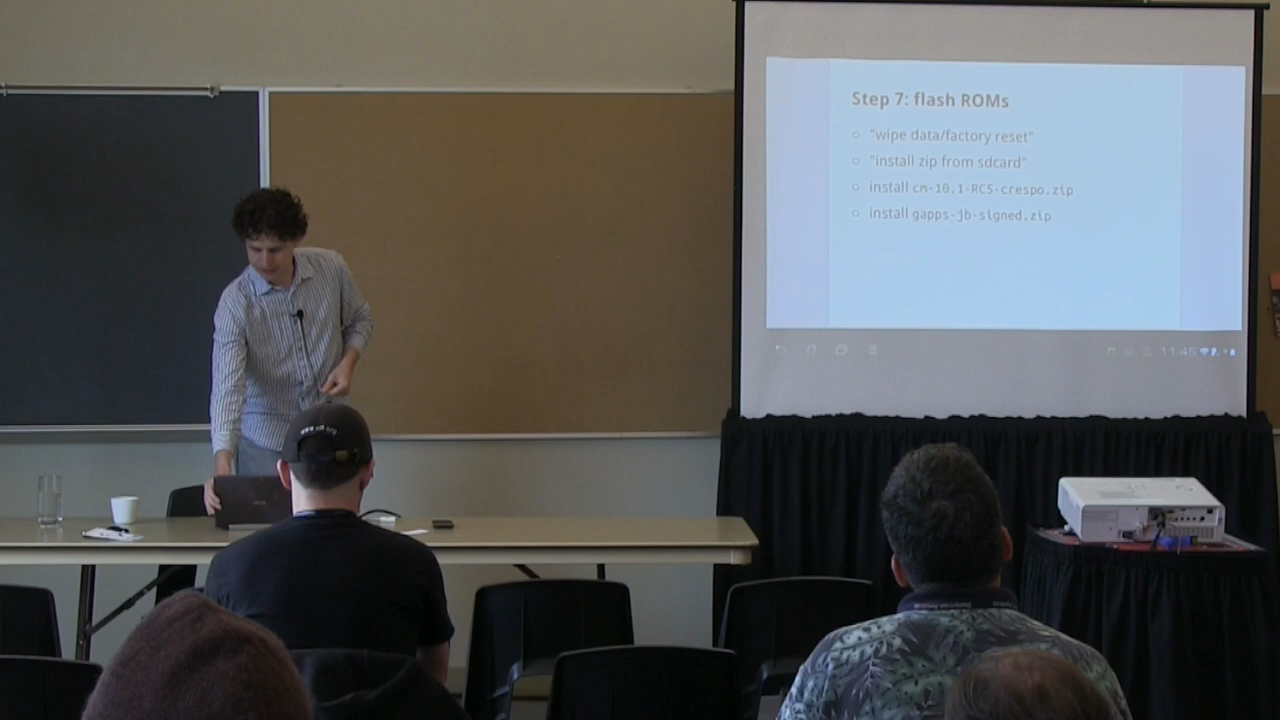 Step 7: flash ROMs
"wipe data/factory reset"
"install zip from sdcard"
install cm-10.1-RC5-crespo.zip
install gapps-jb-signed.zip
11:45